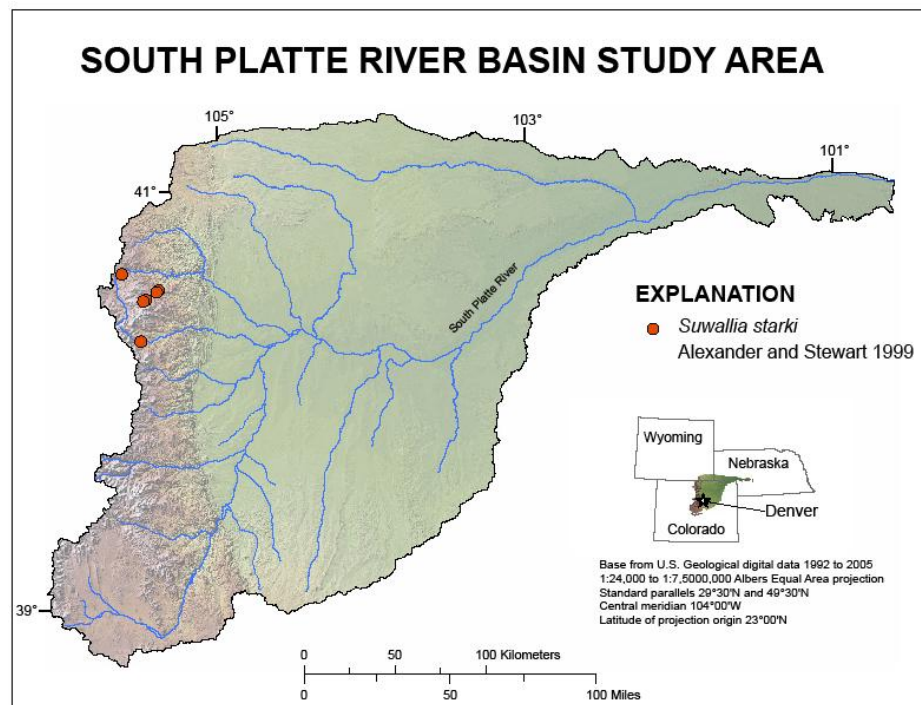 SOUTH PLATTE RIVER BASIN STUDY AREA
105°
103°
101°
41°
South Platte River
EXPLANATION
Suwallia starki
Alexander and Stewart 1999
Wyoming
Nebraska
Denver
Colorado
Base from U.S. Geological digital data 1992 to 2005
1:24,000 to 1:7,5000,000 Albers Equal Area projection
Standard parallels 29°30'N and 49°30'N
Central meridian 104°00'W
Latitude of projection origin 23°00'N
39°
0 50 100 Kilometers
0 50 100 Miles